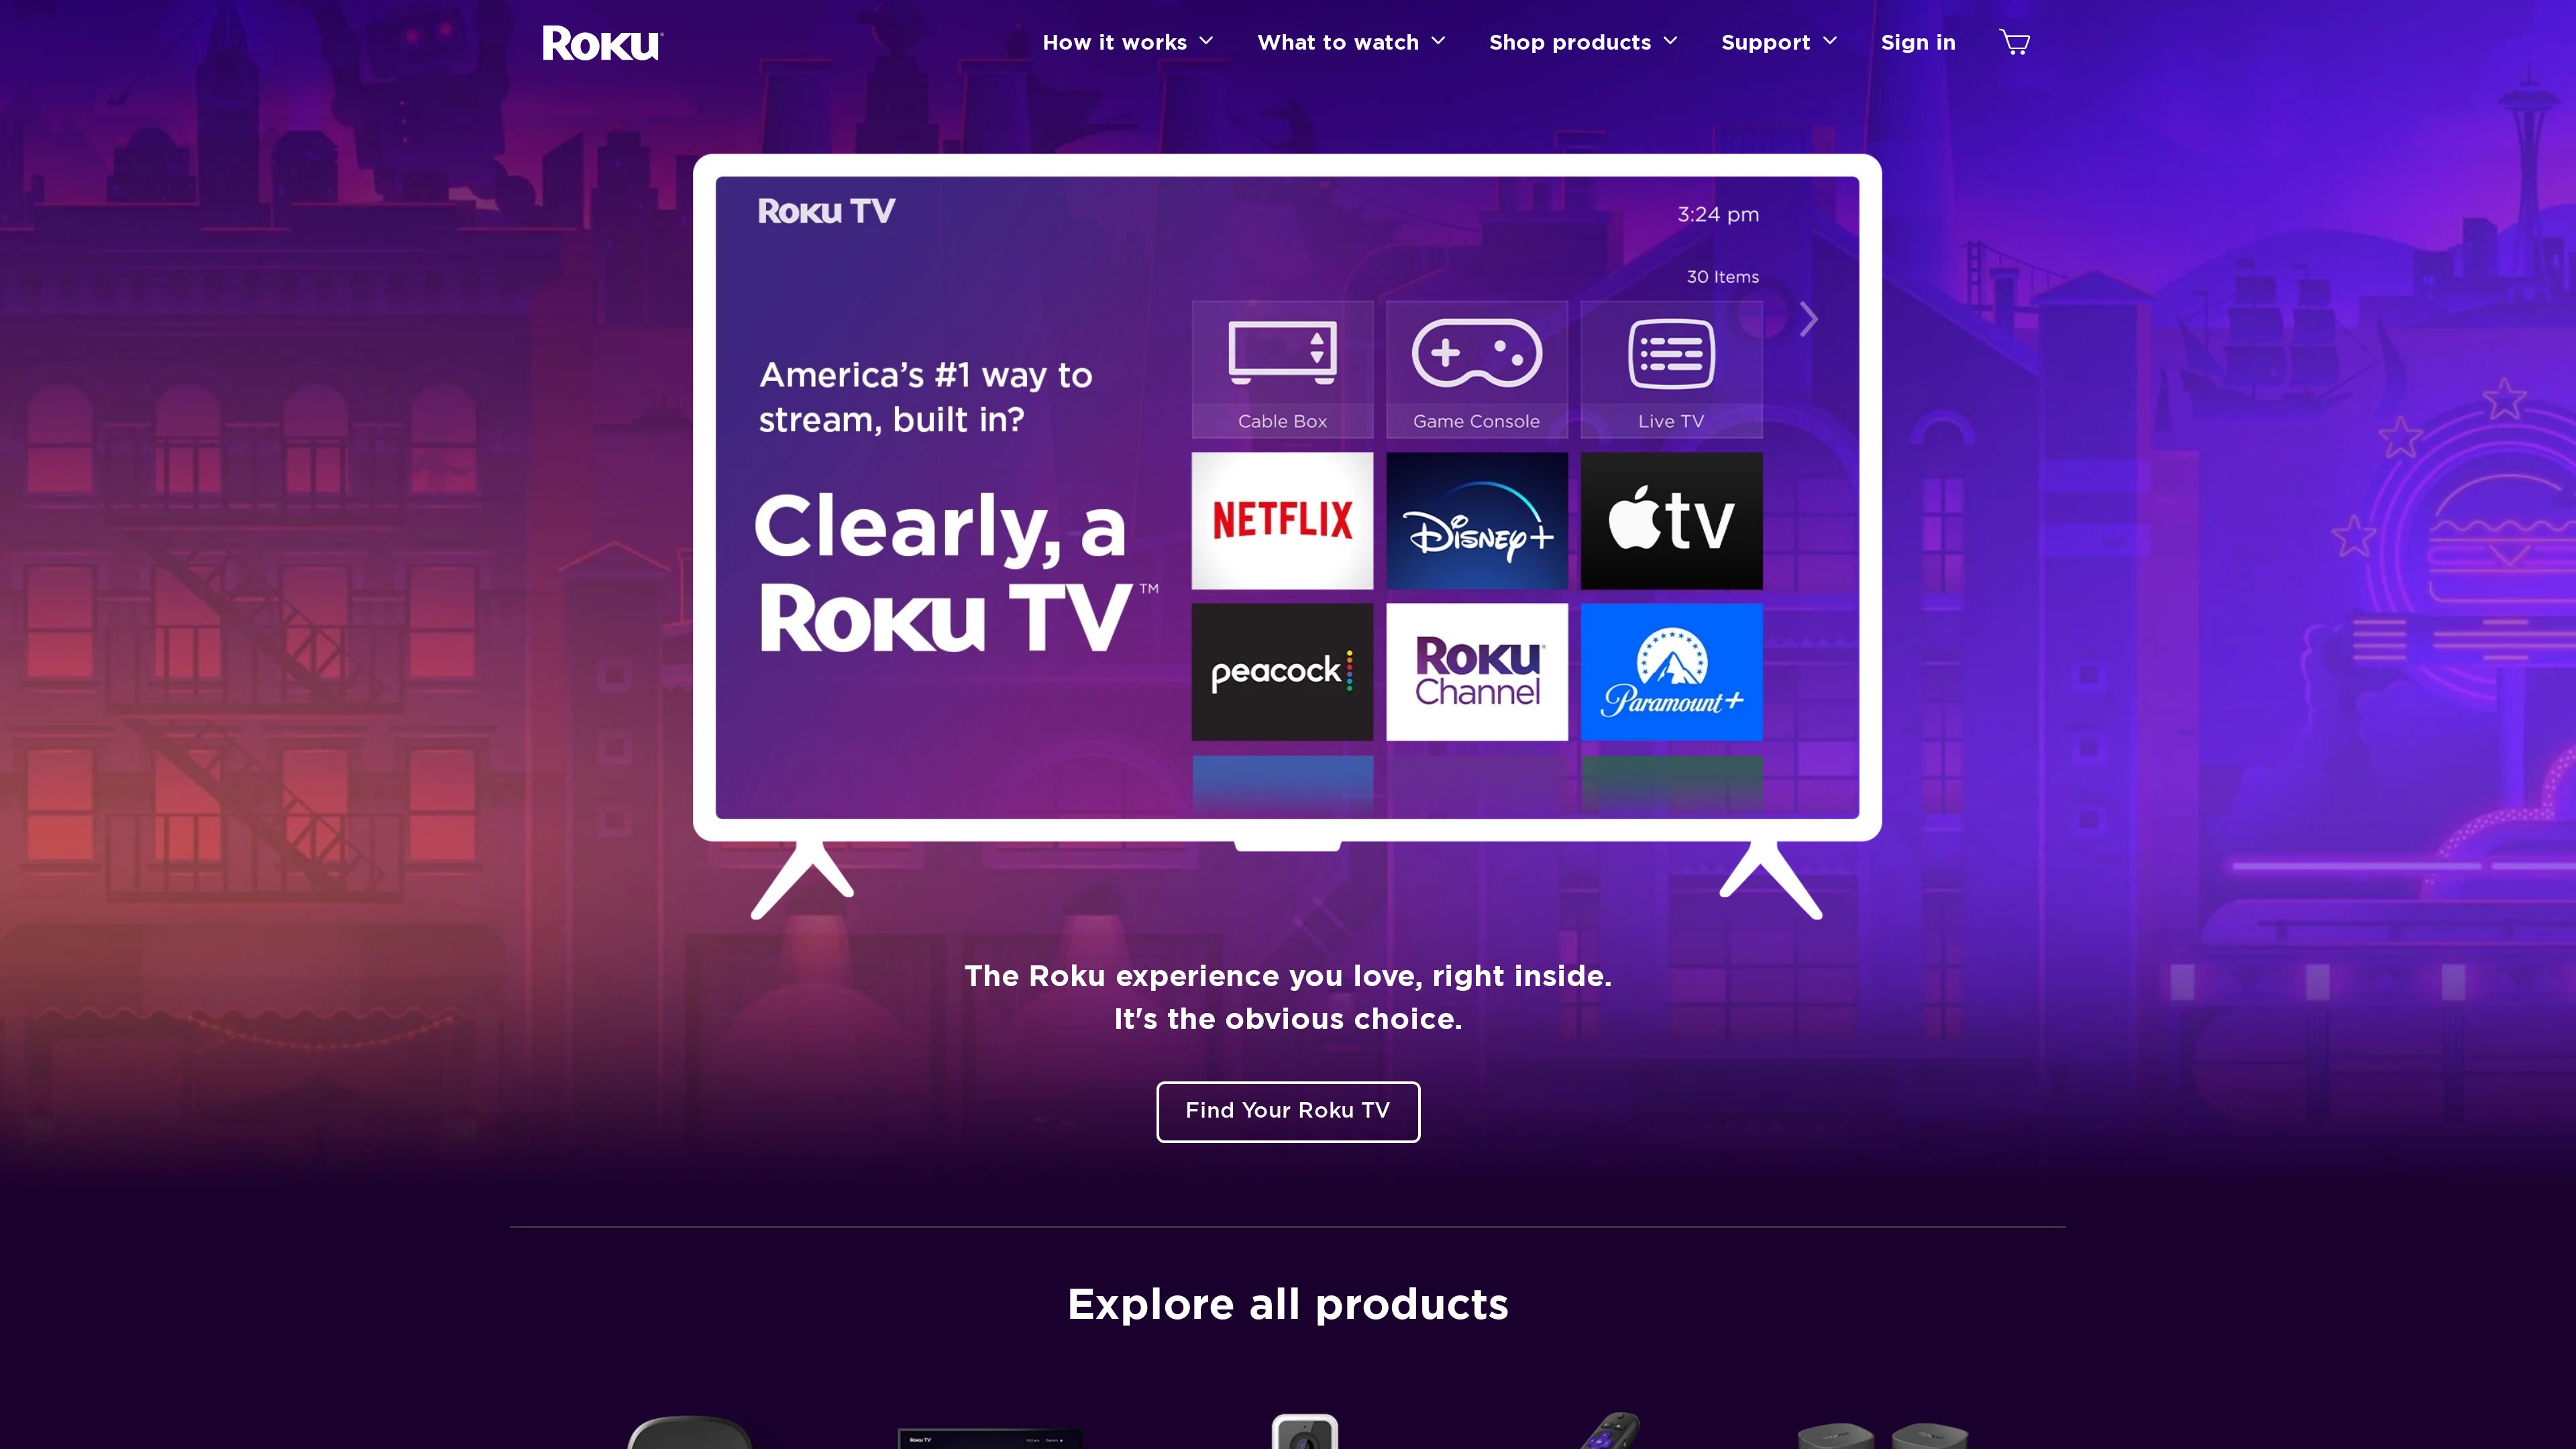 Roku
How it works
What to watch
Shop products
Support
Sign in
Roku TV
3:24 pm
30 Items
America's #1 way to
stream, built in?
Clearly, a
Roku TV™
Cable Box
Game Console
Live TV
NETFLIX
Disney+
tv
peacock
Roku
Channel
Paramount+
The Roku experience you love, right inside.
It's the obvious choice.
Find Your Roku TV
Explore all products
Roku TV